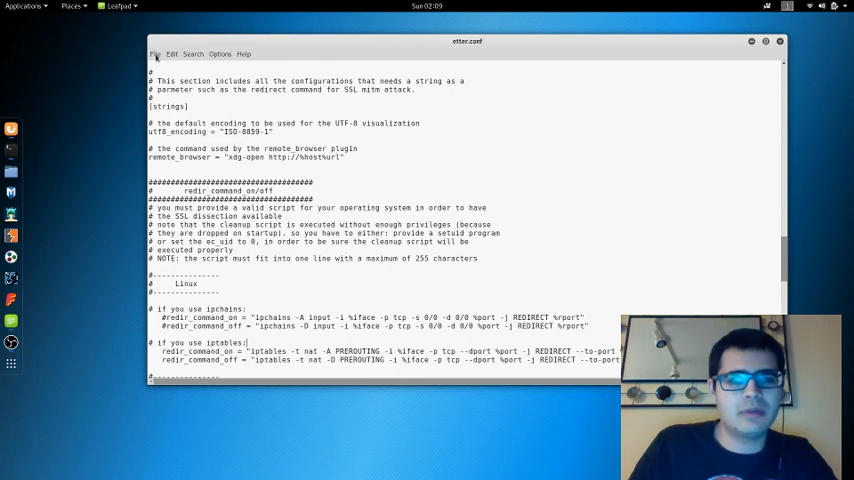 Applications ▾ Places ▾ Leafpad ▾ Sun 02:09 1
etter.conf
File Edit Search Options Help
#
# This section includes all the configurations that needs a string as a
# parmeter such as the redirect command for SSL mitm attack.
#
[strings]
# the default encoding to be used for the UTF-8 visualization
utf8_encoding = "ISO-8859-1"
# the command used by the remote_browser plugin
remote_browser = "xdg-open http://%host%url"
#####################################
# redir_command_on/off
#####################################
# you must provide a valid script for your operating system in order to have
# the SSL dissection available
# note that the cleanup script is executed without enough privileges (because
# they are dropped on startup). so you have to either: provide a setuid program
# or set the ec_uid to 0, in order to be sure the cleanup script will be
# executed properly
# NOTE: the script must fit into one line with a maximum of 255 characters
#---------------
# Linux
#---------------
# if you use ipchains:
#redir_command_on = "ipchains -A input -i %iface -p tcp -s 0/0 -d 0/0 %port -j REDIRECT %rport"
#redir_command_off = "ipchains -D input -i %iface -p tcp -s 0/0 -d 0/0 %port -j REDIRECT %rport"
# if you use iptables:
redir_command_on = "iptables -t nat -A PREROUTING -i %iface -p tcp --dport %port -j REDIRECT --to-port
redir_command_off = "iptables -t nat -D PREROUTING -i %iface -p tcp --dport %port -j REDIRECT --to-port
#---------------